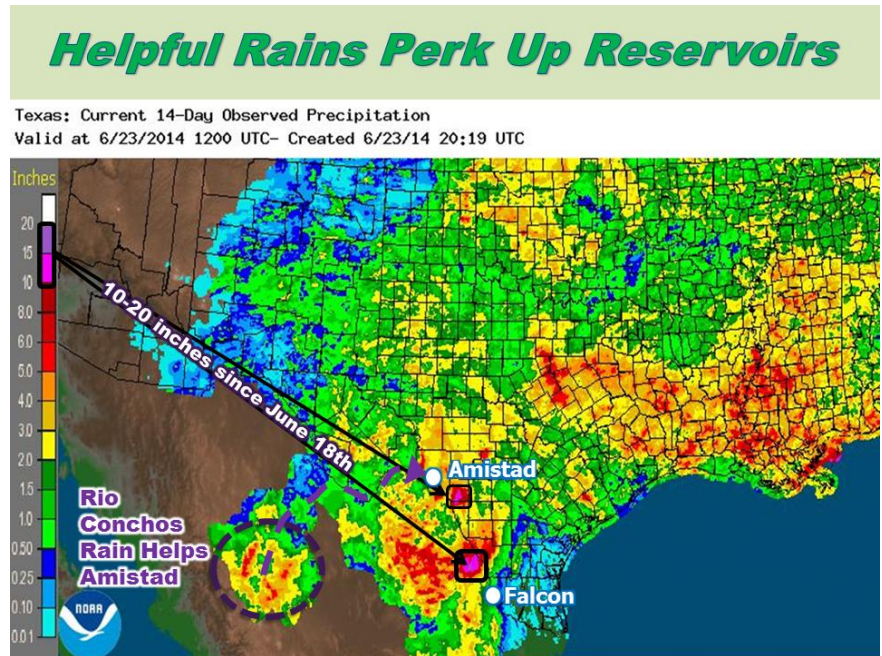 Helpful Rains Perk Up Reservoirs
Texas: Current 14-Day Observed Precipitation
Valid at 6/23/2014 1200 UTC- Created 6/23/14 20:19 UTC
Inches
20
15
10
8.0
6.0
5.0
4.0
3.0
2.0
1.5
1.0
0.50
0.25
0.10
0.01
10-20 inches since June 18th
Amistad
Rio
Conchos
Rain Helps
Amistad
Falcon
NOAA